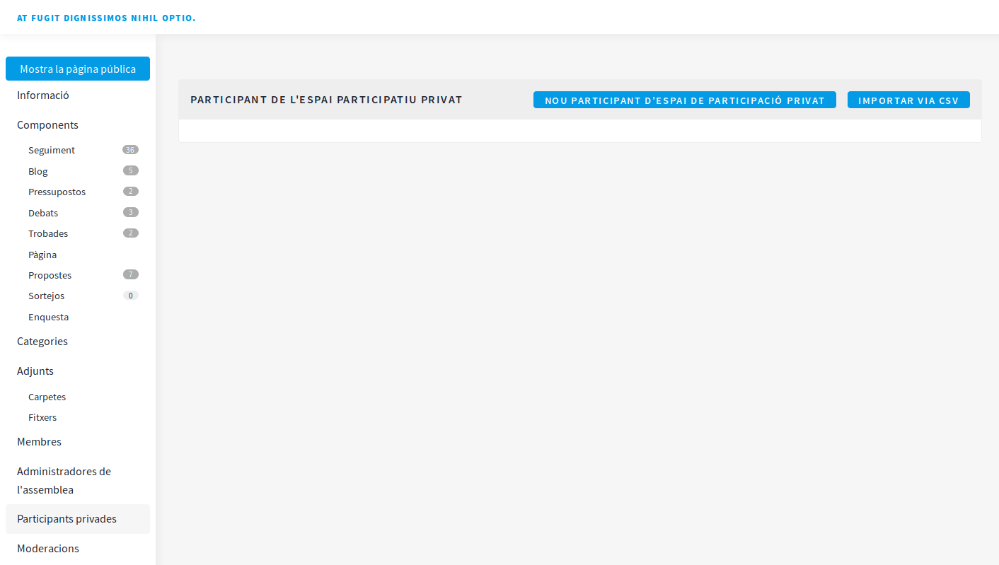 AT FUGIT DIGNISSIMOS NIHIL OPTIO.
Mostra la pàgina pública
Informació
Components
Seguiment 36
Blog 5
Pressupostos 2
Debats 3
Trobades 2
Pàgina
Propostes 7
Sortejos 0
Enquesta
Categories
Adjunts
Carpetes
Fitxers
Membres
Administradores de
l'assemblea
Participants privades
Moderacions
PARTICIPANT DE L'ESPAI PARTICIPATIU PRIVAT
NOU PARTICIPANT D'ESPAI DE PARTICIPACIÓ PRIVAT
IMPORTAR VIA CSV